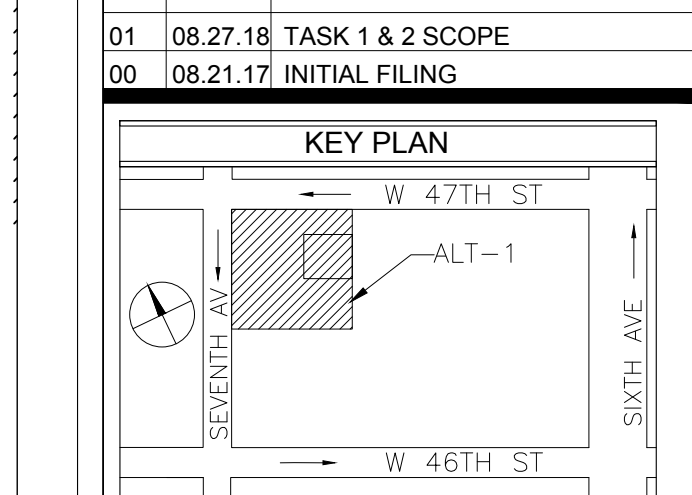 01 08.27.18 TASK 1 & 2 SCOPE
00 08.21.17 INITIAL FILING
KEY PLAN
W 47TH ST
ALT-1
SEVENTH AV
SIXTH AVE
W 46TH ST